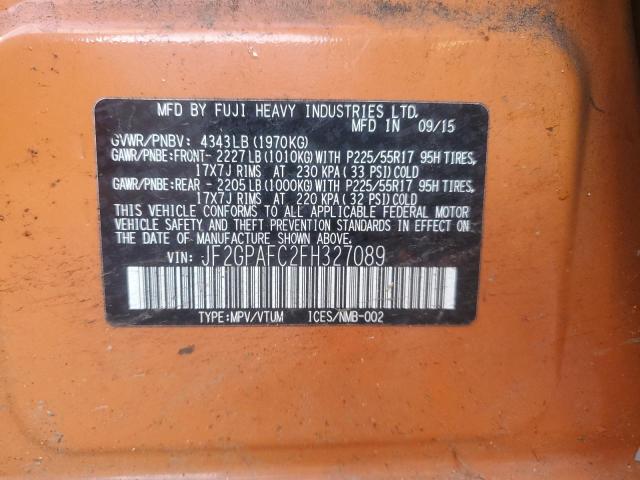 MFD BY FUJI HEAVY INDUSTRIES LTD.
MFD IN 09/15
GVWR/PNBV: 4343LB(1970KG)
GAWR/PNBE:FRONT- 2227LB(1010KG)WITH P225/55R17 95H TIRES,
17X7J RIMS AT 230 KPA(33 PSI)COLD
GAWR/PNBE:REAR - 2205LB(1000KG)WITH P225/55R17 95H TIRES,
17X7J RIMS AT 220 KPA(32 PSI)COLD
THIS VEHICLE CONFORMS TO ALL APPLICABLE FEDERAL MOTOR
VEHICLE SAFETY AND THEFT PREVENTION STANDARDS IN EFFECT ON
THE DATE OF MANUFACTURE SHOWN ABOVE.
VIN: JF2GPAFC2FH327089
TYPE:MPV/VTUM ICES/NMB-002